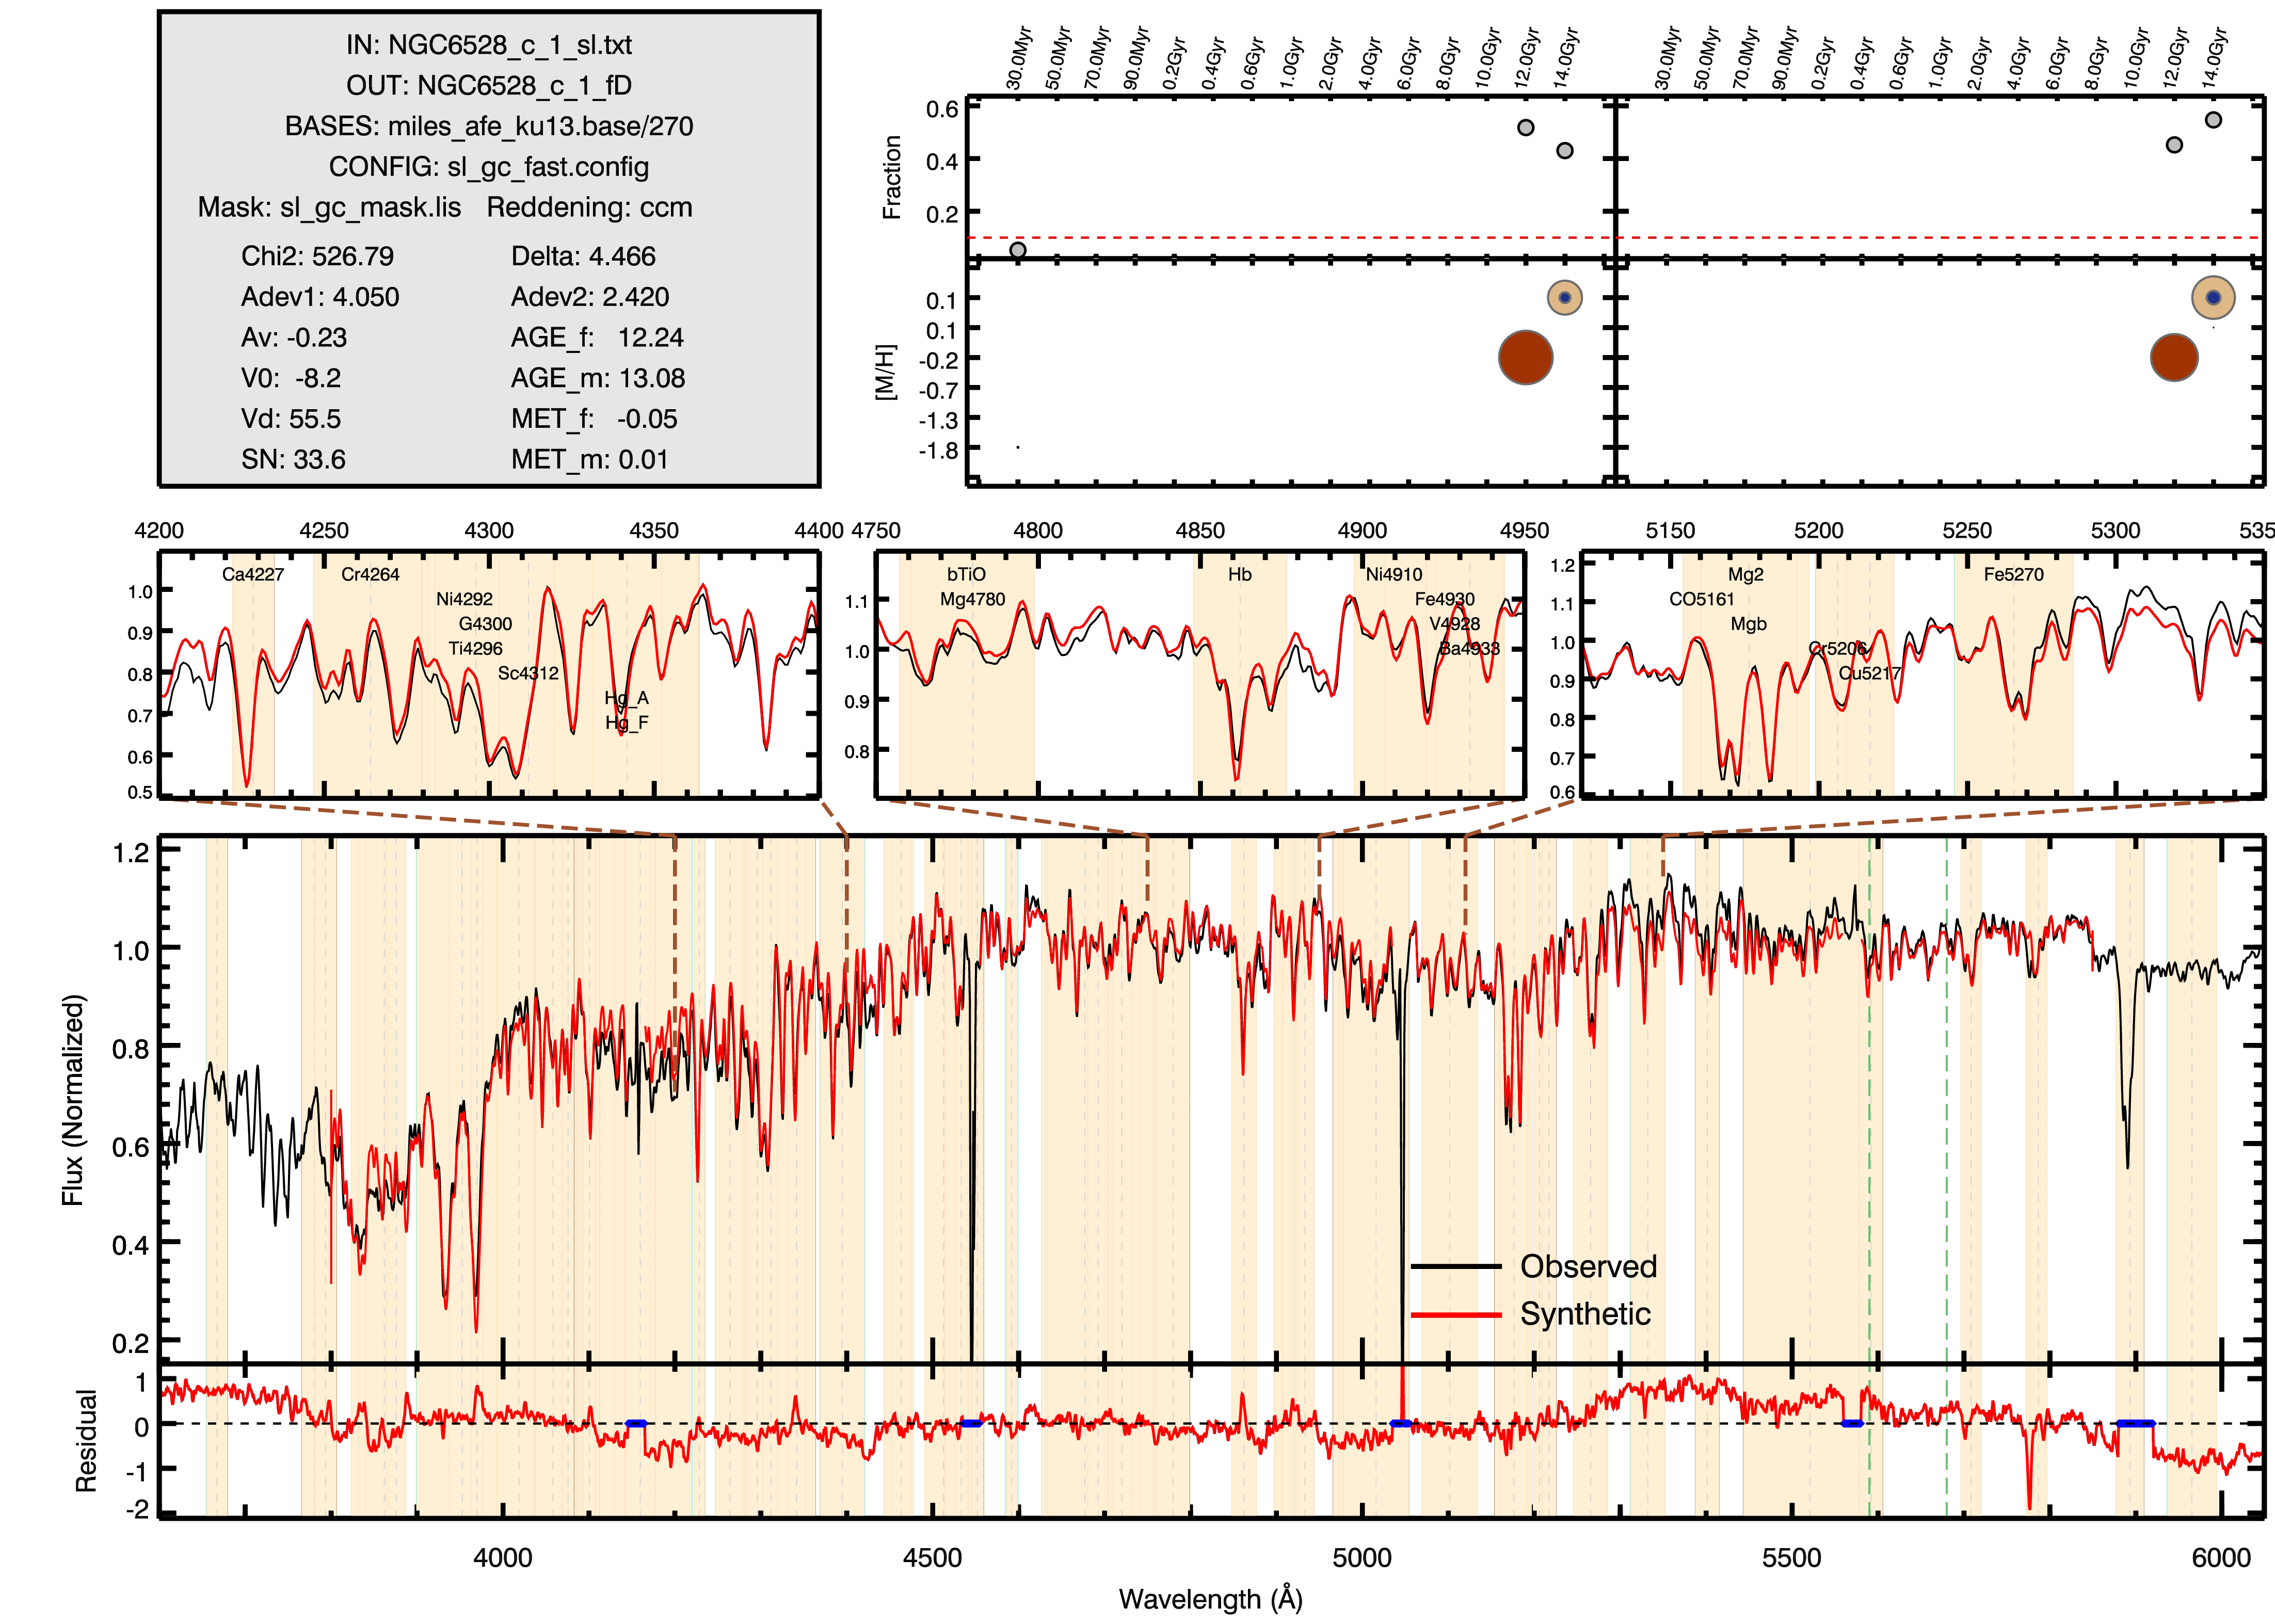 IN: NGC6528_c_1_sl.txt
OUT: NGC6528_c_1_fD
BASES: miles_afe_ku13.base/270
CONFIG: sl_gc_fast.config
Mask: sl_gc_mask.lis Reddening: ccm
Chi2: 526.79 Delta: 4.466
Adev1: 4.050 Adev2: 2.420
Av: -0.23 AGE_f: 12.24
V0: -8.2 AGE_m: 13.08
Vd: 55.5 MET_f: -0.05
SN: 33.6 MET_m: 0.01
30.0Myr 50.0Myr 70.0Myr 90.0Myr 0.2Gyr 0.4Gyr 0.6Gyr 1.0Gyr 2.0Gyr 4.0Gyr 6.0Gyr 8.0Gyr 10.0Gyr 12.0Gyr 14.0Gyr
30.0Myr 50.0Myr 70.0Myr 90.0Myr 0.2Gyr 0.4Gyr 0.6Gyr 1.0Gyr 2.0Gyr 4.0Gyr 6.0Gyr 8.0Gyr 10.0Gyr 12.0Gyr 14.0Gyr
Fraction
0.6
0.4
0.2
[M/H]
0.1
0.1
-0.2
-0.7
-1.3
-1.8
4200 4250 4300 4350 4400
1.0
0.9
0.8
0.7
0.6
0.5
Ca4227
Cr4264
Ni4292
G4300
Ti4296
Sc4312
Hg_A
Hg_F
4750 4800 4850 4900 4950
1.1
1.0
0.9
0.8
bTiO
Mg4780
Hb
Ni4910
Fe4930
V4928
Ba4933
5150 5200 5250 5300 535
1.2
1.1
1.0
0.9
0.8
0.7
0.6
Mg2
CO5161
Mgb
Cr5206
Cu5217
Fe5270
Flux (Normalized)
1.2
1.0
0.8
0.6
0.4
0.2
Observed
Synthetic
Residual
1
0
-1
-2
4000 4500 5000 5500 6000
Wavelength (Å)